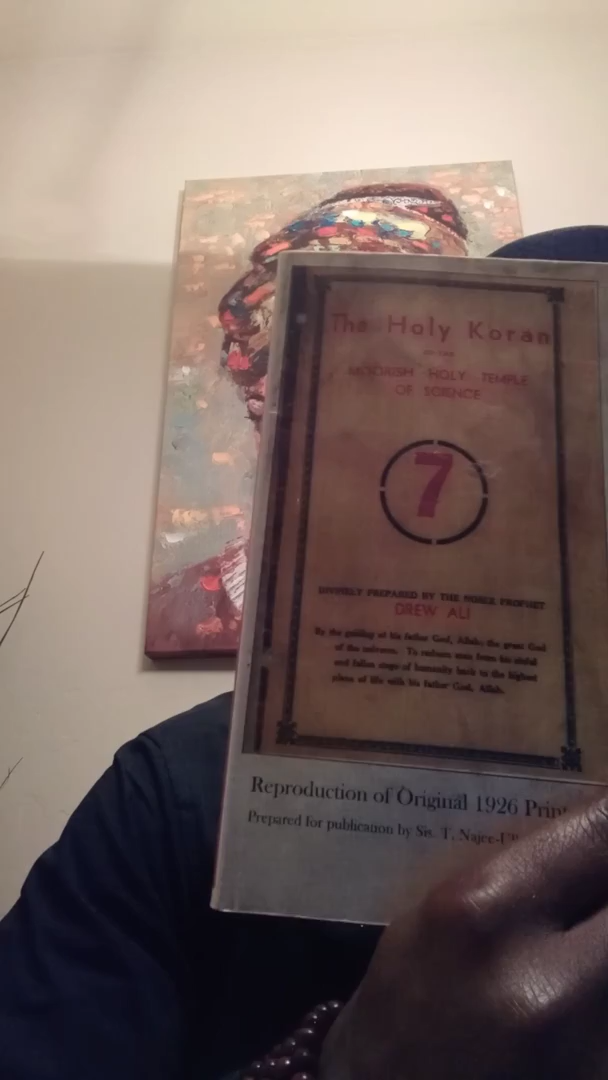 The Holy Koran
OF THE
MOORISH HOLY TEMPLE
OF SCIENCE
7
DIVINELY PREPARED BY THE NOBLE PROPHET
DREW ALI
By the guiding of his father God, Allah; the great God
of the universe. To redeem man from his sinful
and fallen stage of humanity back to the highest
plane of life with his father God, Allah.
Reproduction of Original 1926 Print
Prepared for publication by Sis. T. Najee-